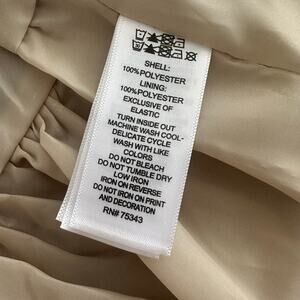 SHELL:
100%POLYESTER
LINING:
100%POLYESTER
EXCLUSIVE OF
ELASTIC
TURN INSIDE OUT
MACHINE WASH COOL-
DELICATE CYCLE
WASH WITH LIKE
COLORS
DO NOT BLEACH
DO NOT TUMBLE DRY
LOW IRON
IRON ON REVERSE
DO NOT IRON ON PRINT
AND DECORATION
RN# 75343